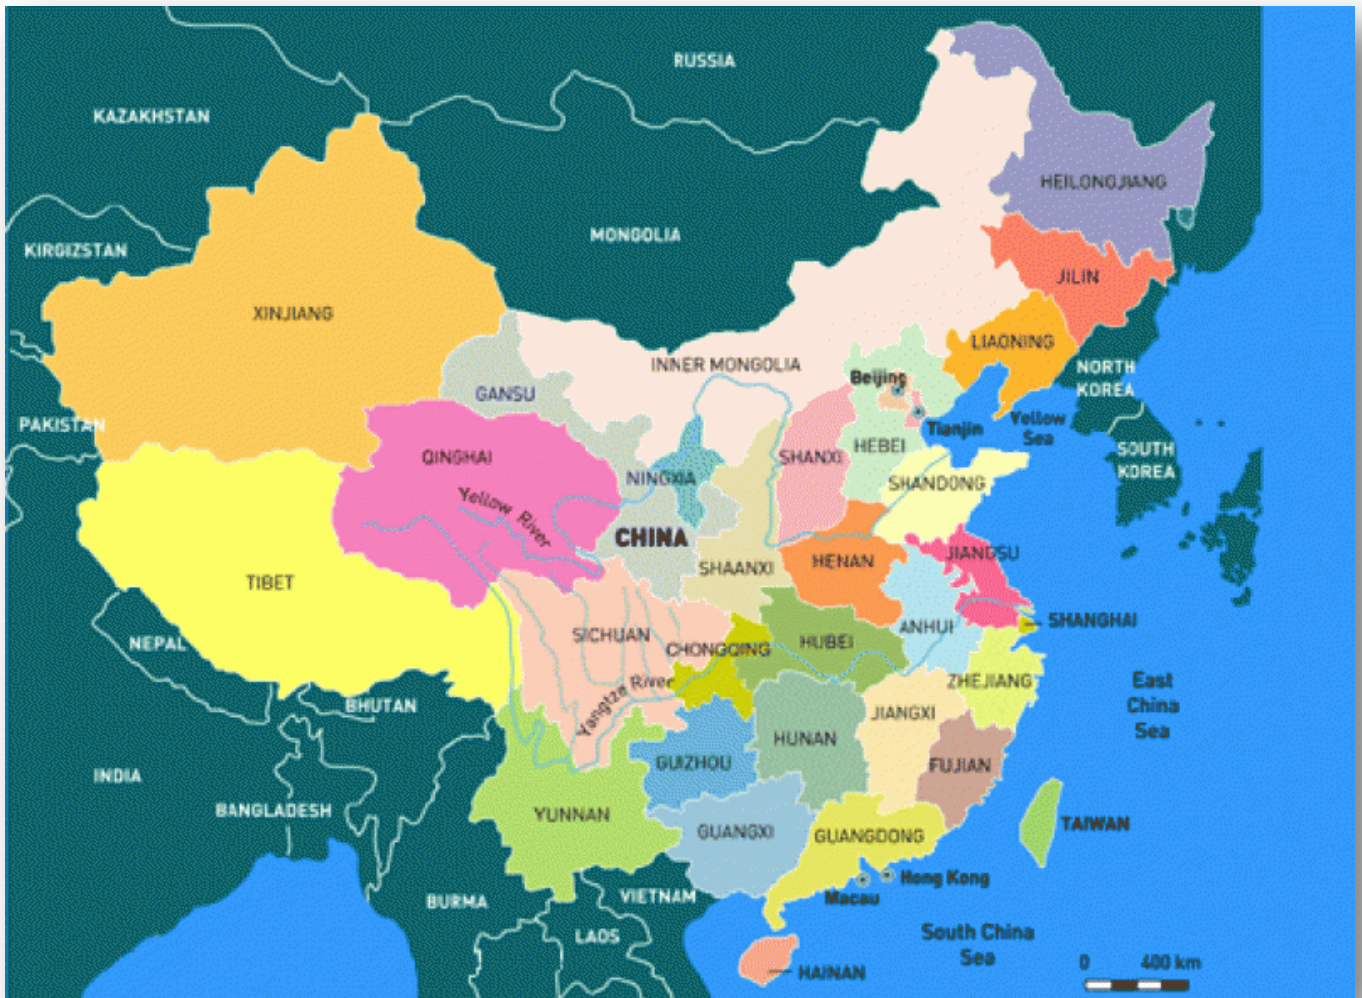 RUSSIA
KAZAKHSTAN
HEILONGJIANG
MONGOLIA
KIRGIZSTAN
JILIN
XINJIANG
LIAONING
INNER MONGOLIA
NORTH
KOREA
Beijing
GANSU
PAKISTAN
Tianjin
Yellow
Sea
HEBEI
SHANXI
QINGHAI
SOUTH
KOREA
NINGXIA
SHANDONG
Yellow River
CHINA
JIANGSU
HENAN
SHAANXI
TIBET
SHANGHAI
ANHUI
SICHUAN
HUBEI
NEPAL
CHONGQING
ZHEJIANG
East
China
Sea
Yangtze River
BHUTAN
JIANGXI
HUNAN
GUIZHOU
FUJIAN
INDIA
BANGLADESH
YUNNAN
TAIWAN
GUANGXI
GUANGDONG
Hong Kong
Macau
VIETNAM
BURMA
South China
Sea
LAOS
0 400 km
HAINAN